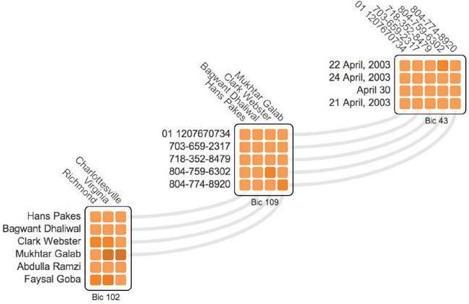 01 1207670734
703-659-2317
718-352-8479
804-759-6302
804-774-8920
22 April, 2003
24 April, 2003
April 30
21 April, 2003
Bic 43
Hans Pakes
Bagwant Dhaliwal
Clark Webster
Mukhtar Galab
01 1207670734
703-659-2317
718-352-8479
804-759-6302
804-774-8920
Bic 109
Richmond
Virginia
Charlottesville
Hans Pakes
Bagwant Dhaliwal
Clark Webster
Mukhtar Galab
Abdulla Ramzi
Faysal Goba
Bic 102